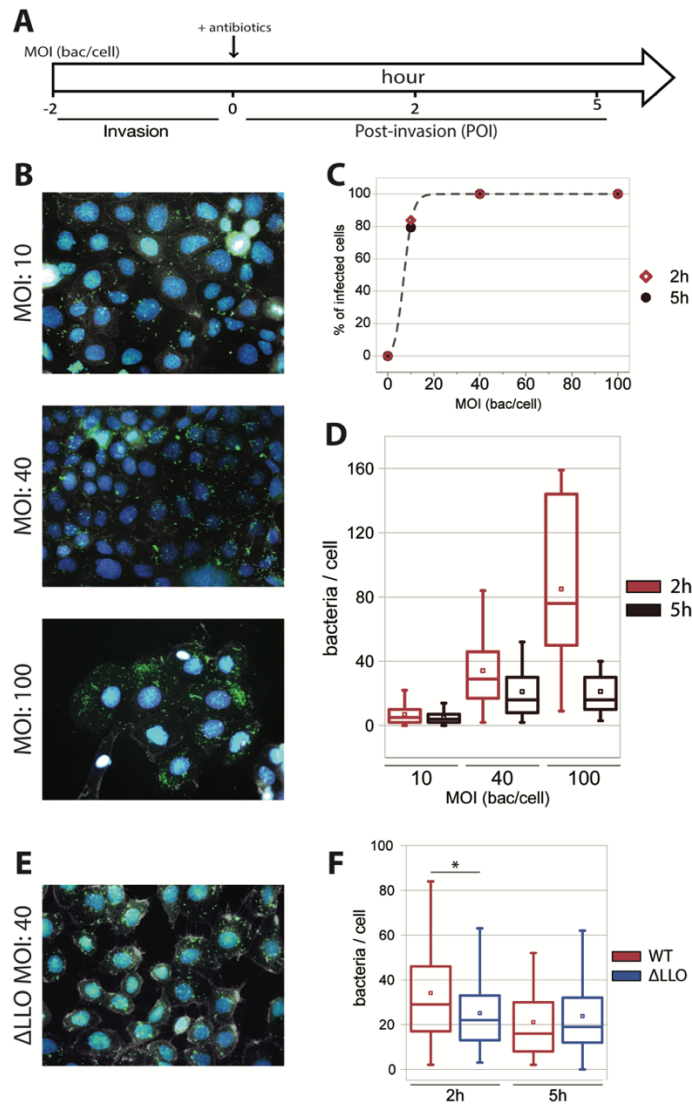 A
+ antibiotics
MOI (bac/cell)
hour
-2 0 2 5
Invasion Post-invasion (POI)
B
MOI: 10
MOI: 40
MOI: 100
C
% of infected cells
100
80
60
40
20
0
0 20 40 60 80 100
MOI (bac/cell)
2h
5h
D
bacteria / cell
160
120
80
40
0
10 40 100
MOI (bac/cell)
2h
5h
E
ΔLLO MOI: 40
F
bacteria / cell
100
80
60
40
20
0
*
2h 5h
WT
ΔLLO